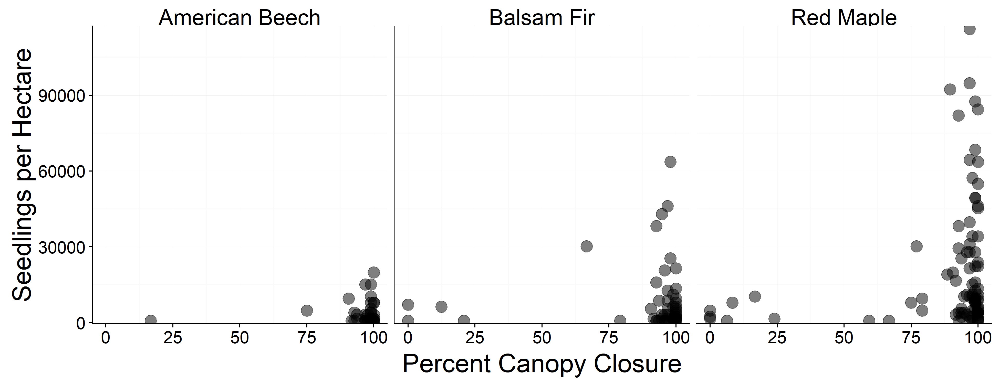 American Beech Balsam Fir Red Maple
Seedlings per Hectare
90000
60000
30000
0
0 25 50 75 100 0 25 50 75 100 0 25 50 75 100
Percent Canopy Closure